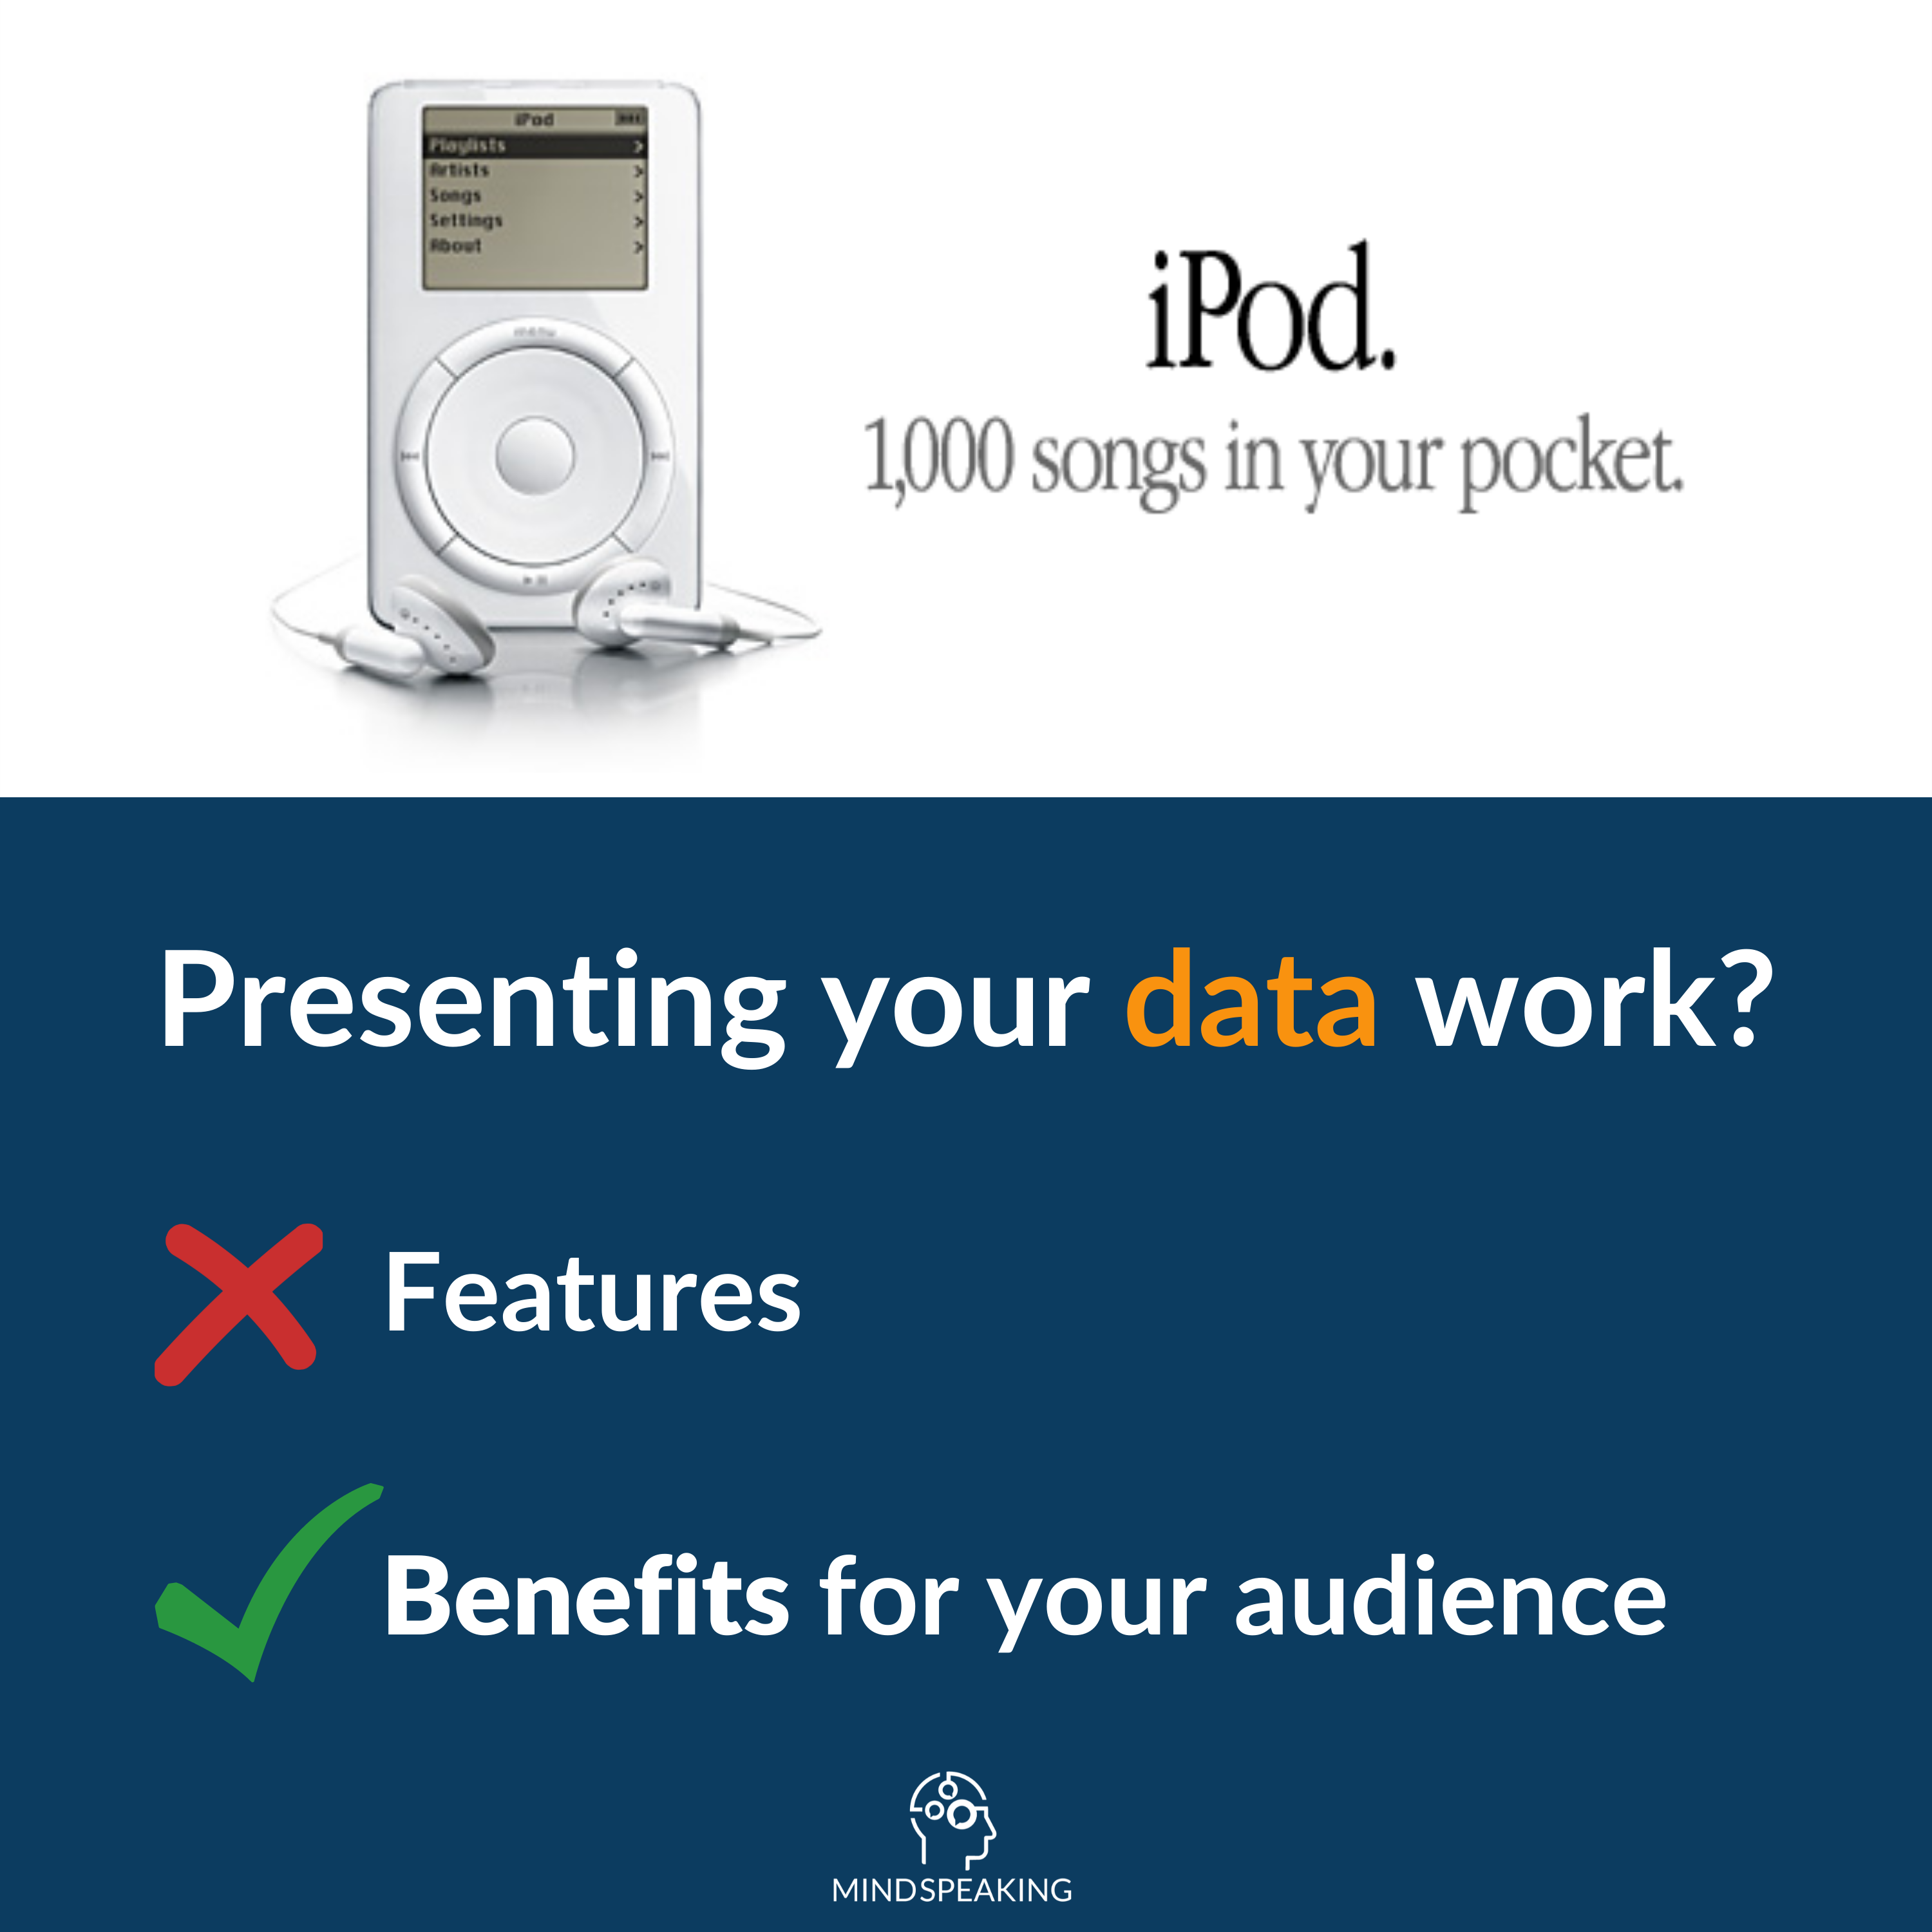 iPod
Playlists
Artists
Songs
Settings
About
menu
iPod.
1,000 songs in your pocket.
Presenting your data work?
Features
Benefits for your audience
MINDSPEAKING